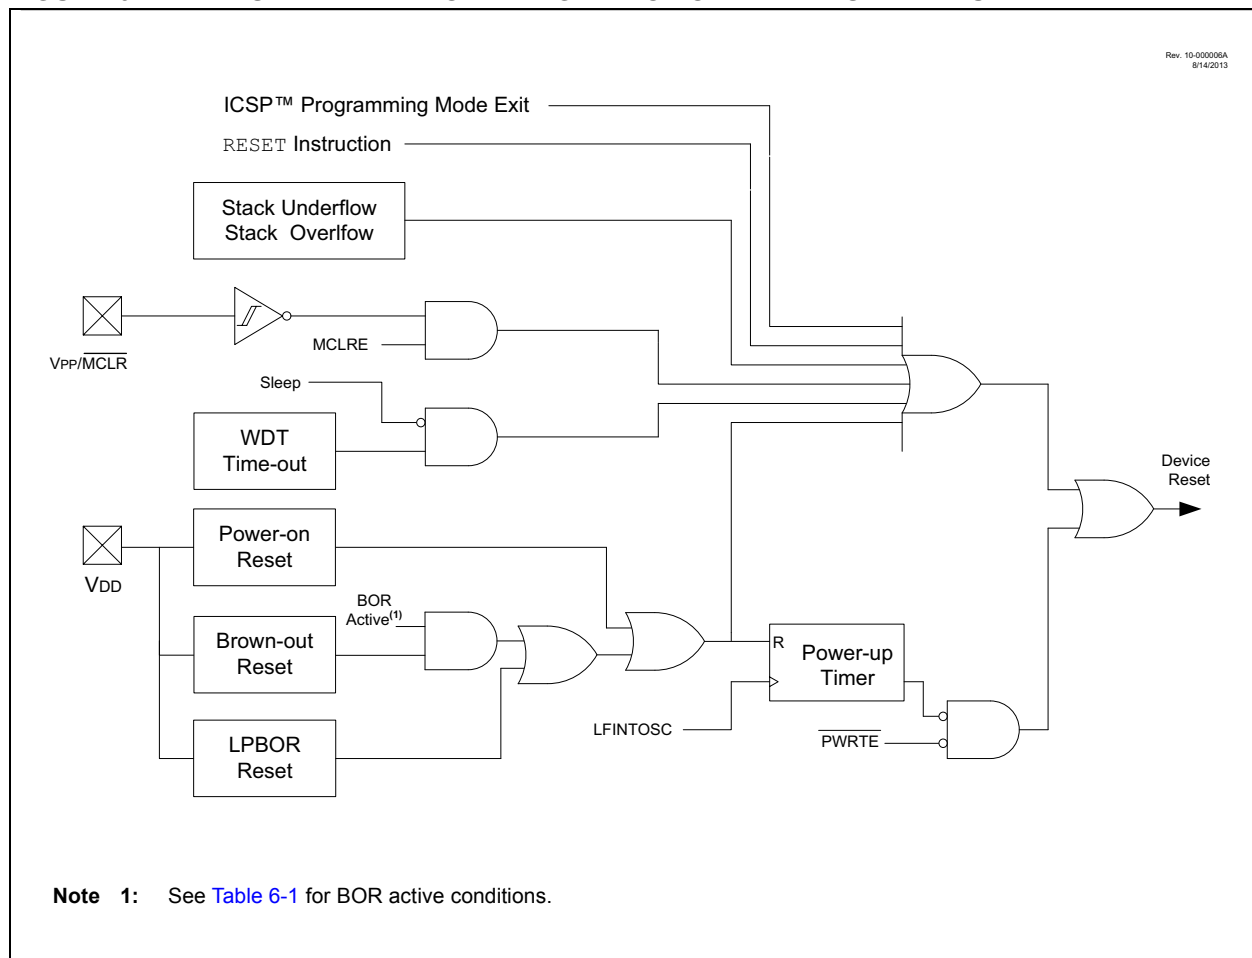 Rev. 10-000006A
8/14/2013
ICSP™ Programming Mode Exit
RESET Instruction
Stack Underflow
Stack Overlfow
VPP/MCLR
MCLRE
Sleep
WDT
Time-out
Device
Reset
VDD
Power-on
Reset
BOR
Active(1)
Brown-out
Reset
R
Power-up
Timer
LFINTOSC
PWRTE
LPBOR
Reset
Note 1: See Table 6-1 for BOR active conditions.